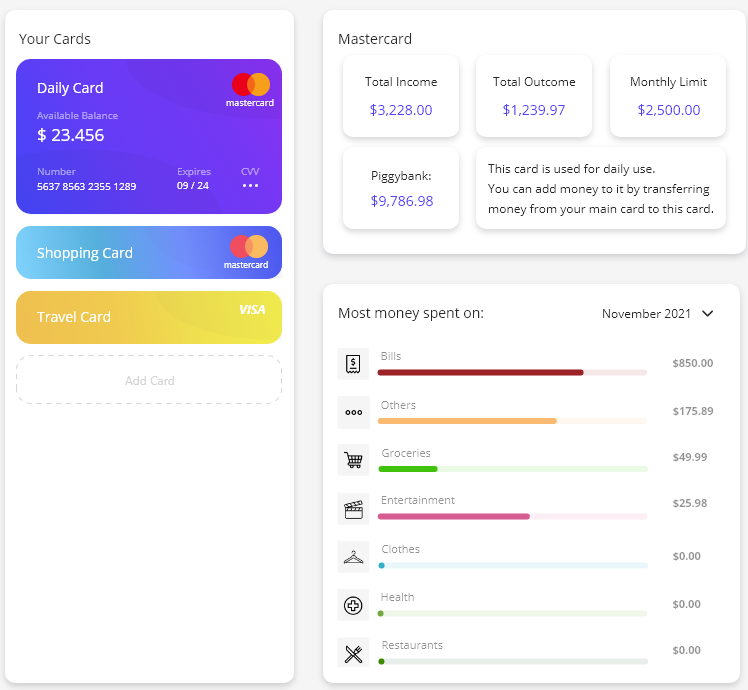 Your Cards
Daily Card
mastercard
Available Balance
$ 23.456
Number Expires CVV
5637 8563 2355 1289 09 / 24 •••
Shopping Card
mastercard
Travel Card
VISA
Add Card
Mastercard
Total Income
$3,228.00
Total Outcome
$1,239.97
Monthly Limit
$2,500.00
Piggybank:
$9,786.98
This card is used for daily use.
You can add money to it by transferring
money from your main card to this card.
Most money spent on: November 2021
Bills $850.00
Others $175.89
Groceries $49.99
Entertainment $25.98
Clothes $0.00
Health $0.00
Restaurants $0.00